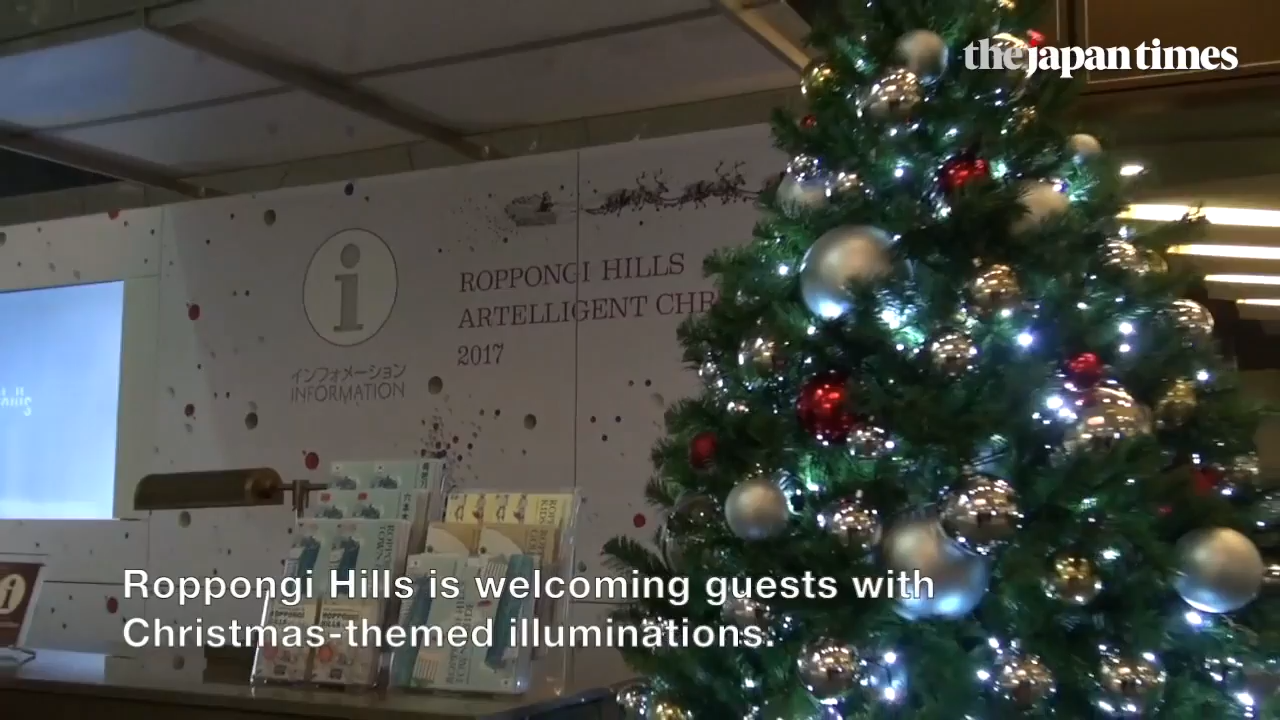 the japan times
ROPPONGI HILLS
ARTELLIGENT CHR
2017
i
インフォメーション
INFORMATION
Roppongi Hills is welcoming guests with
Christmas-themed illuminations.